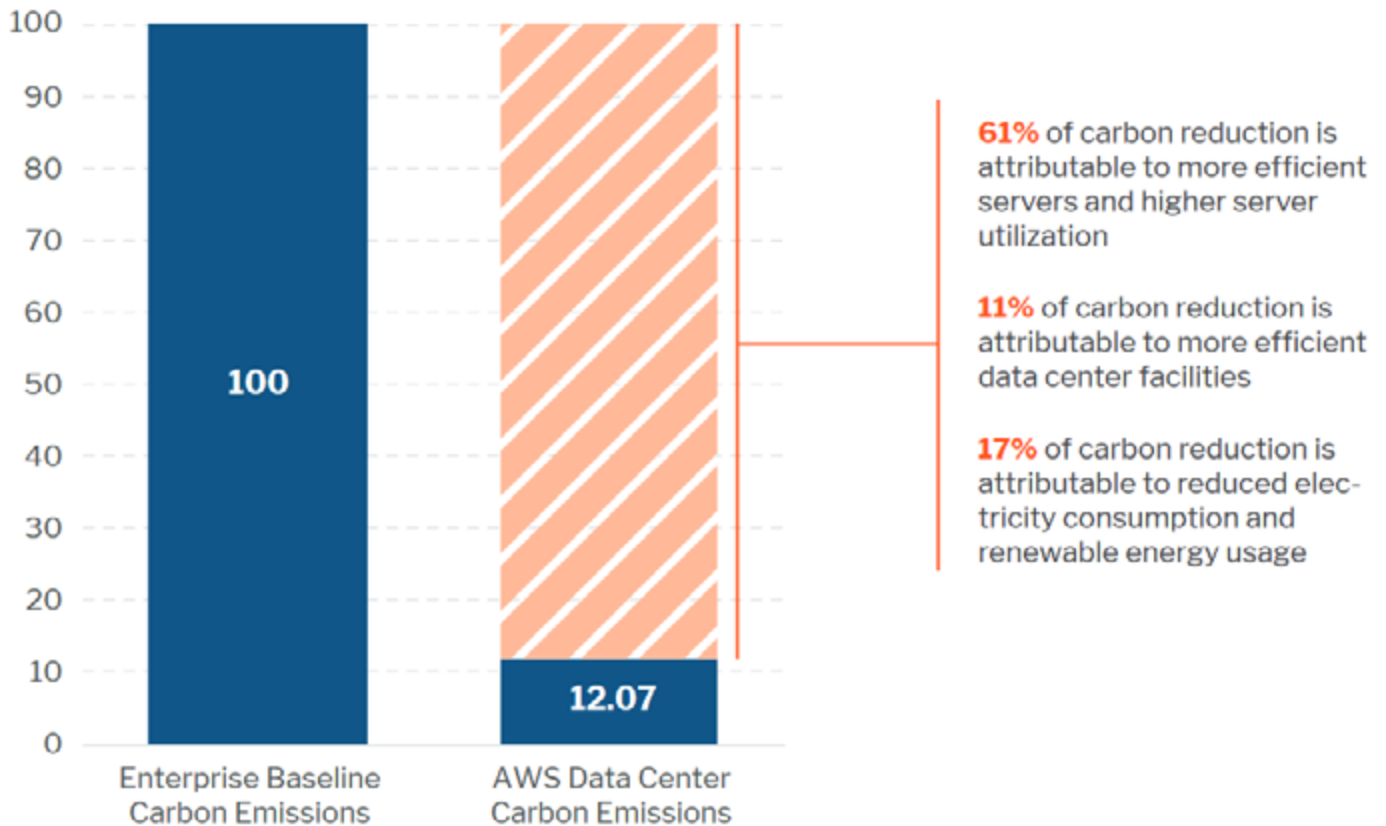 100
90
80
70
60
50
40
30
20
10
0
100
12.07
Enterprise Baseline
Carbon Emissions
AWS Data Center
Carbon Emissions
61% of carbon reduction is
attributable to more efficient
servers and higher server
utilization
11% of carbon reduction is
attributable to more efficient
data center facilities
17% of carbon reduction is
attributable to reduced elec-
tricity consumption and
renewable energy usage